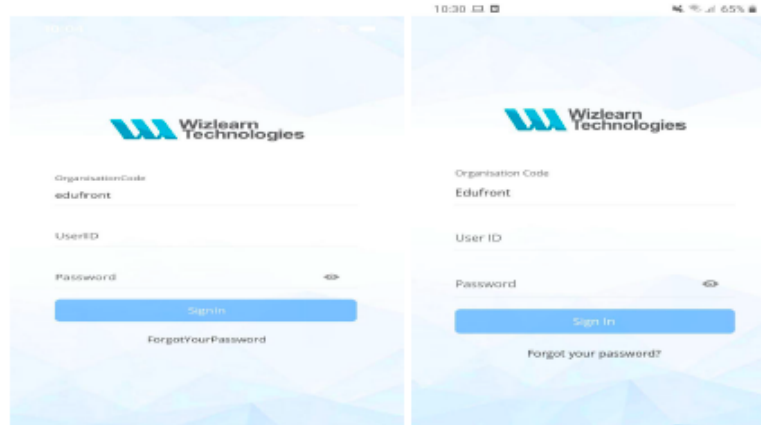 10:30
65%
Wizlearn
Technologies
OrganisationCode
edufront
UserID
Password
SignIn
ForgotYourPassword
Wizlearn
Technologies
Organisation Code
Edufront
User ID
Password
Sign In
Forgot your password?